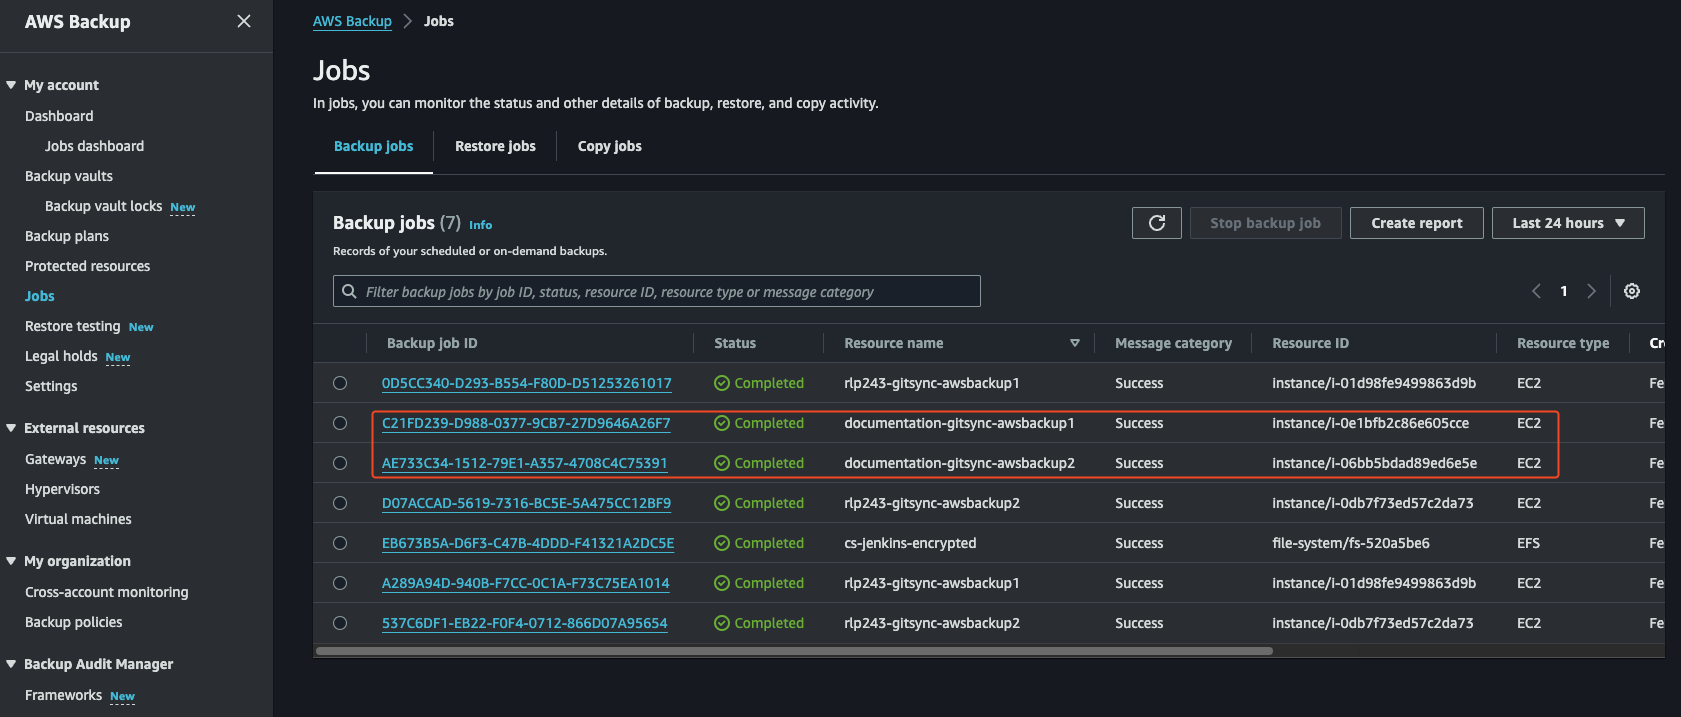 AWS Backup
My account
Dashboard
Jobs dashboard
Backup vaults
Backup vault locks New
Backup plans
Protected resources
Jobs
Restore testing New
Legal holds New
Settings
External resources
Gateways New
Hypervisors
Virtual machines
My organization
Cross-account monitoring
Backup policies
Backup Audit Manager
Frameworks New
AWS Backup > Jobs
Jobs
In jobs, you can monitor the status and other details of backup, restore, and copy activity.
Backup jobs Restore jobs Copy jobs
Backup jobs (7) Info
Records of your scheduled or on-demand backups.
Stop backup job Create report Last 24 hours
Filter backup jobs by job ID, status, resource ID, resource type or message category
1
Backup job ID Status Resource name Message category Resource ID Resource type Cr
0D5CC340-D293-B554-F80D-D51253261017 Completed rlp243-gitsync-awsbackup1 Success instance/i-01d98fe9499863d9b EC2 Fe
C21FD239-D988-0377-9CB7-27D9646A26F7 Completed documentation-gitsync-awsbackup1 Success instance/i-0e1bfb2c86e605cce EC2 Fe
AE733C34-1512-79E1-A357-4708C4C75391 Completed documentation-gitsync-awsbackup2 Success instance/i-06bb5bdad89ed6e5e EC2 Fe
D07ACCAD-5619-7316-BC5E-5A475CC12BF9 Completed rlp243-gitsync-awsbackup2 Success instance/i-0db7f73ed57c2da73 EC2 Fe
EB673B5A-D6F3-C47B-4DDD-F41321A2DC5E Completed cs-jenkins-encrypted Success file-system/fs-520a5be6 EFS Fe
A289A94D-940B-F7CC-0C1A-F73C75EA1014 Completed rlp243-gitsync-awsbackup1 Success instance/i-01d98fe9499863d9b EC2 Fe
537C6DF1-EB22-F0F4-0712-866D07A95654 Completed rlp243-gitsync-awsbackup2 Success instance/i-0db7f73ed57c2da73 EC2 Fe